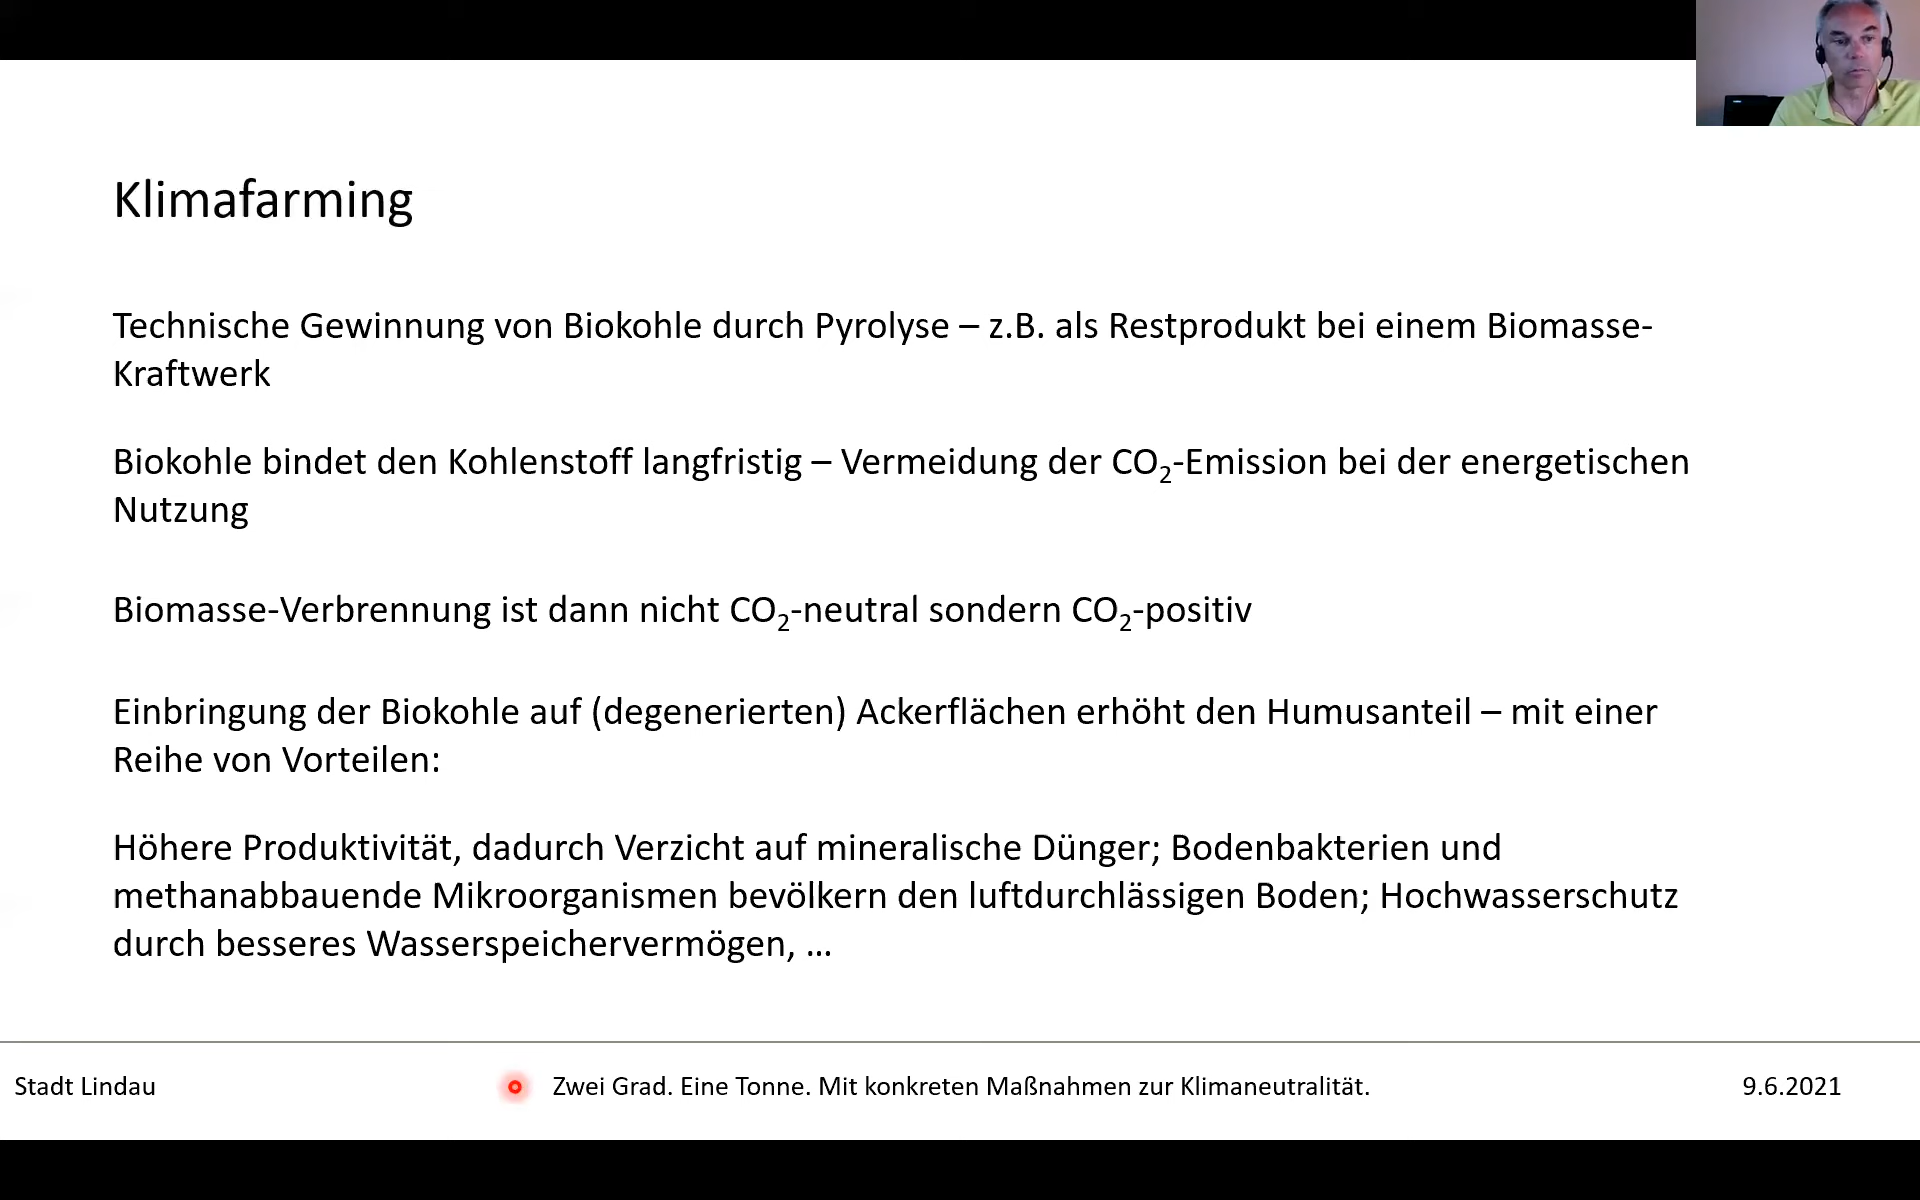 Klimafarming
Technische Gewinnung von Biokohle durch Pyrolyse – z.B. als Restprodukt bei einem Biomasse-
Kraftwerk
Biokohle bindet den Kohlenstoff langfristig – Vermeidung der CO₂-Emission bei der energetischen
Nutzung
Biomasse-Verbrennung ist dann nicht CO₂-neutral sondern CO₂-positiv
Einbringung der Biokohle auf (degenerierten) Ackerflächen erhöht den Humusanteil – mit einer
Reihe von Vorteilen:
Höhere Produktivität, dadurch Verzicht auf mineralische Dünger; Bodenbakterien und
methanabbauende Mikroorganismen bevölkern den luftdurchlässigen Boden; Hochwasserschutz
durch besseres Wasserspeichervermögen, …
Stadt Lindau
Zwei Grad. Eine Tonne. Mit konkreten Maßnahmen zur Klimaneutralität.
9.6.2021